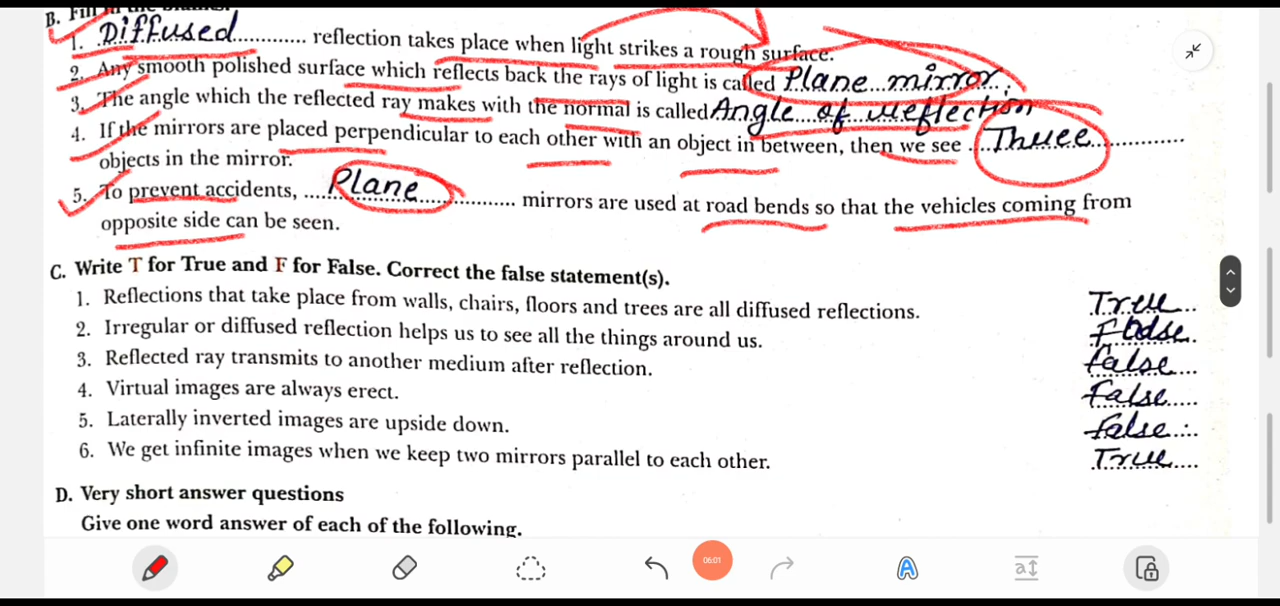 B. Fill in the blanks.
1. Diffused............ reflection takes place when light strikes a rough surface.
2. Any smooth polished surface which reflects back the rays of light is called Plane...mirror.
3. The angle which the reflected ray makes with the normal is called Angle....of..reflection
4. If the mirrors are placed perpendicular to each other with an object in between, then we see ...Three..............
objects in the mirror.
5. To prevent accidents, ....Plane.................. mirrors are used at road bends so that the vehicles coming from
opposite side can be seen.
C. Write T for True and F for False. Correct the false statement(s).
1. Reflections that take place from walls, chairs, floors and trees are all diffused reflections. True...
2. Irregular or diffused reflection helps us to see all the things around us. False.
3. Reflected ray transmits to another medium after reflection. false....
4. Virtual images are always erect. False.....
5. Laterally inverted images are upside down. false....
6. We get infinite images when we keep two mirrors parallel to each other. True....
D. Very short answer questions
Give one word answer of each of the following.
06:01
A
a